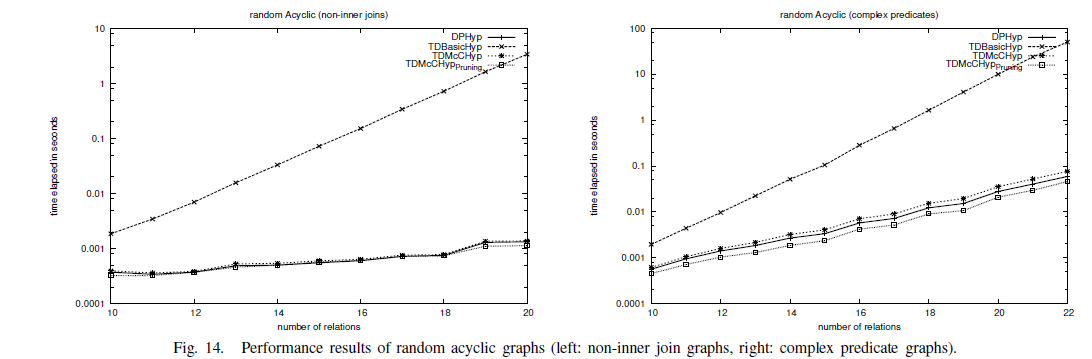 random Acyclic (non-inner joins)
10
1
0.1
0.01
0.001
0.0001
time elapsed in seconds
DPHyp
TDBasicHyp
TDMcCHyp
TDMcCHypPruning
10 12 14 16 18 20
number of relations
random Acyclic (complex predicates)
100
10
1
0.1
0.01
0.001
0.0001
time elapsed in seconds
DPHyp
TDBasicHyp
TDMcCHyp
TDMcCHypPruning
10 12 14 16 18 20 22
number of relations
Fig. 14. Performance results of random acyclic graphs (left: non-inner join graphs, right: complex predicate graphs).